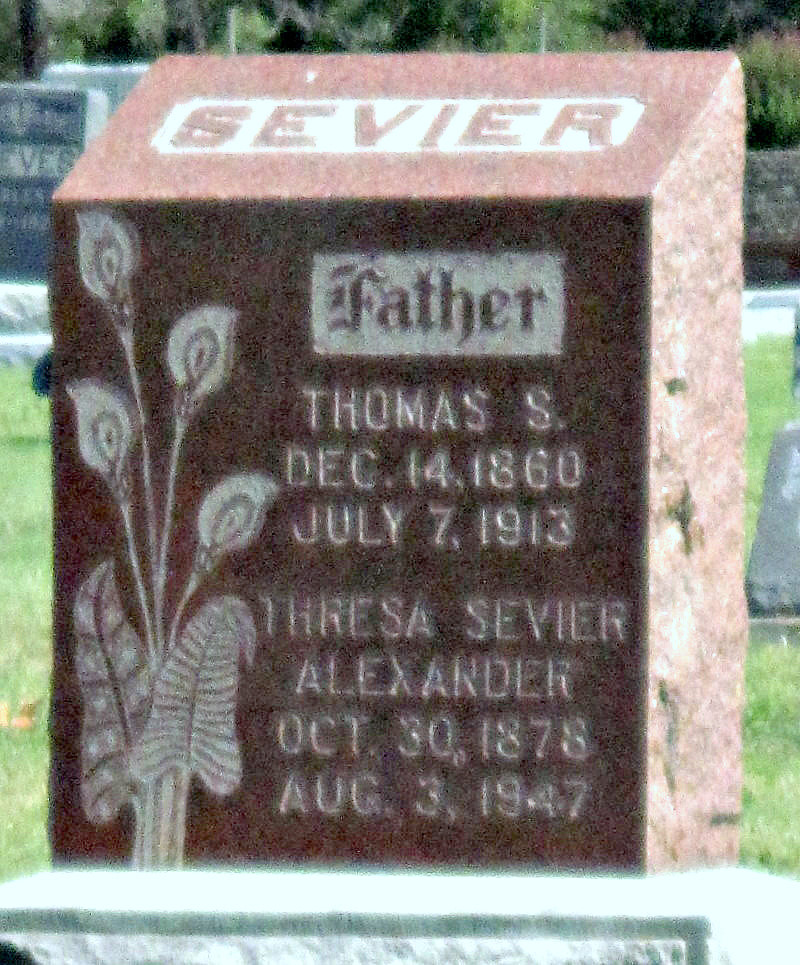 SEVIER
Father
THOMAS S.
DEC. 14, 1860
JULY 7, 1913
THRESA SEVIER
ALEXANDER
OCT. 30, 1878
AUG. 3, 1947